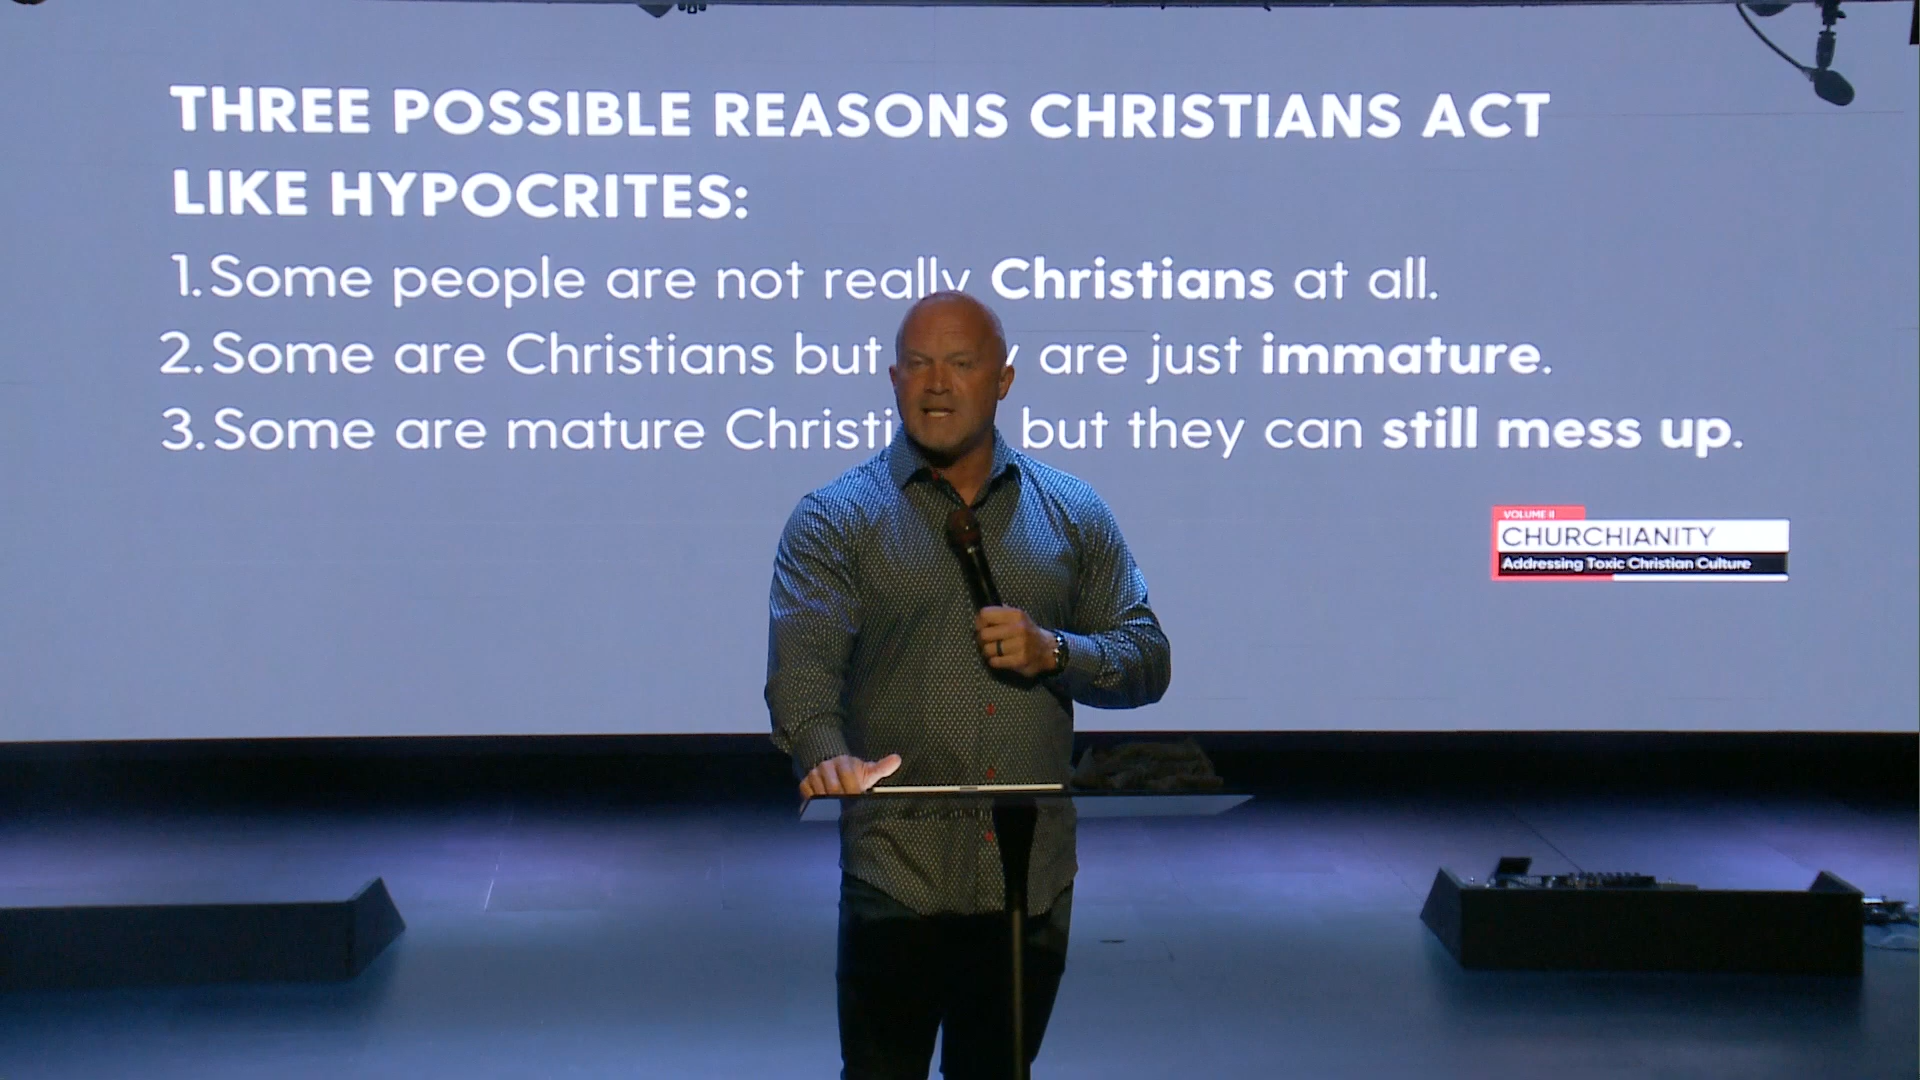 THREE POSSIBLE REASONS CHRISTIANS ACT
LIKE HYPOCRITES:
1. Some people are not really Christians at all.
2. Some are Christians but are just immature.
3. Some are mature but they can still mess up.
VOLUME II
CHURCHIANITY
Addressing Toxic Christian Culture